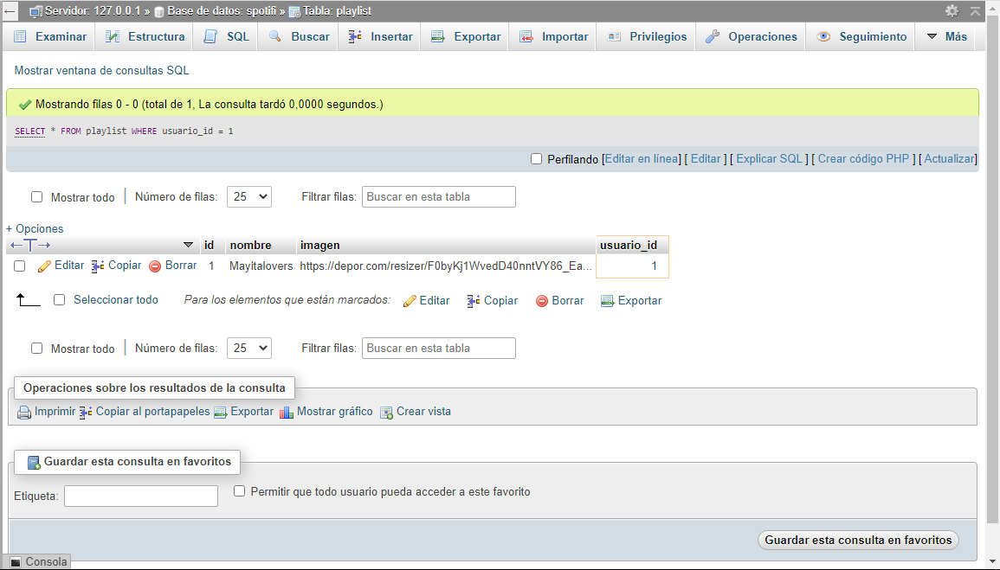 Servidor: 127.0.0.1 » Base de datos: spotifi » Tabla: playlist
Examinar Estructura SQL Buscar Insertar Exportar Importar Privilegios Operaciones Seguimiento Más
Mostrar ventana de consultas SQL
Mostrando filas 0 - 0 (total de 1, La consulta tardó 0,0000 segundos.)
SELECT * FROM playlist WHERE usuario_id = 1
Perfilando [Editar en línea] [ Editar ] [ Explicar SQL ] [ Crear código PHP ] [ Actualizar]
Mostrar todo Número de filas: 25 Filtrar filas: Buscar en esta tabla
+ Opciones
←T→ id nombre imagen usuario_id
Editar Copiar Borrar 1 Mayitalovers https://depor.com/resizer/F0byKj1WvedD40nntVY86_Ea... 1
Seleccionar todo Para los elementos que están marcados: Editar Copiar Borrar Exportar
Mostrar todo Número de filas: 25 Filtrar filas: Buscar en esta tabla
Operaciones sobre los resultados de la consulta
Imprimir Copiar al portapapeles Exportar Mostrar gráfico Crear vista
Guardar esta consulta en favoritos
Etiqueta: Permitir que todo usuario pueda acceder a este favorito
Guardar esta consulta en favoritos
Consola